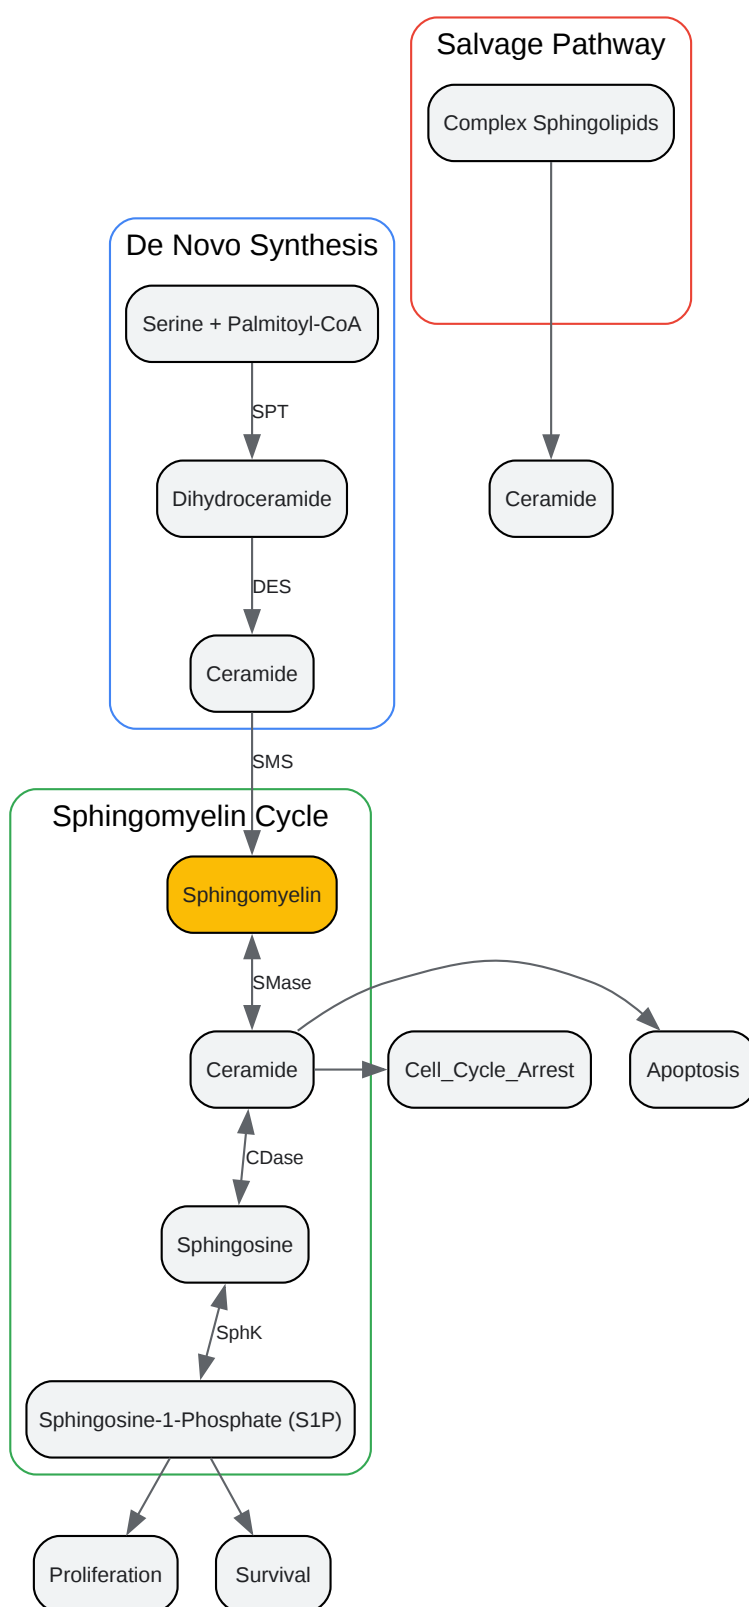 Salvage Pathway
Complex Sphingolipids
De Novo Synthesis
Serine + Palmitoyl-CoA
SPT
Dihydroceramide
Ceramide
DES
Ceramide
SMS
Sphingomyelin Cycle
Sphingomyelin
SMase
Ceramide
Cell_Cycle_Arrest
Apoptosis
CDase
Sphingosine
SphK
Sphingosine-1-Phosphate (S1P)
Proliferation
Survival